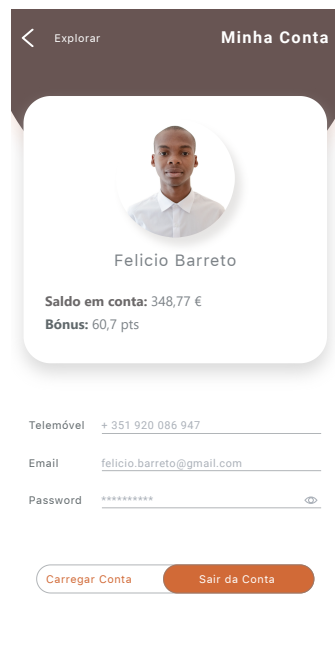 Explorar
Minha Conta
Felicio Barreto
Saldo em conta: 348,77 €
Bónus: 60,7 pts
Telemóvel + 351 920 086 947
Email felicio.barreto@gmail.com
Password **********
Carregar Conta
Sair da Conta